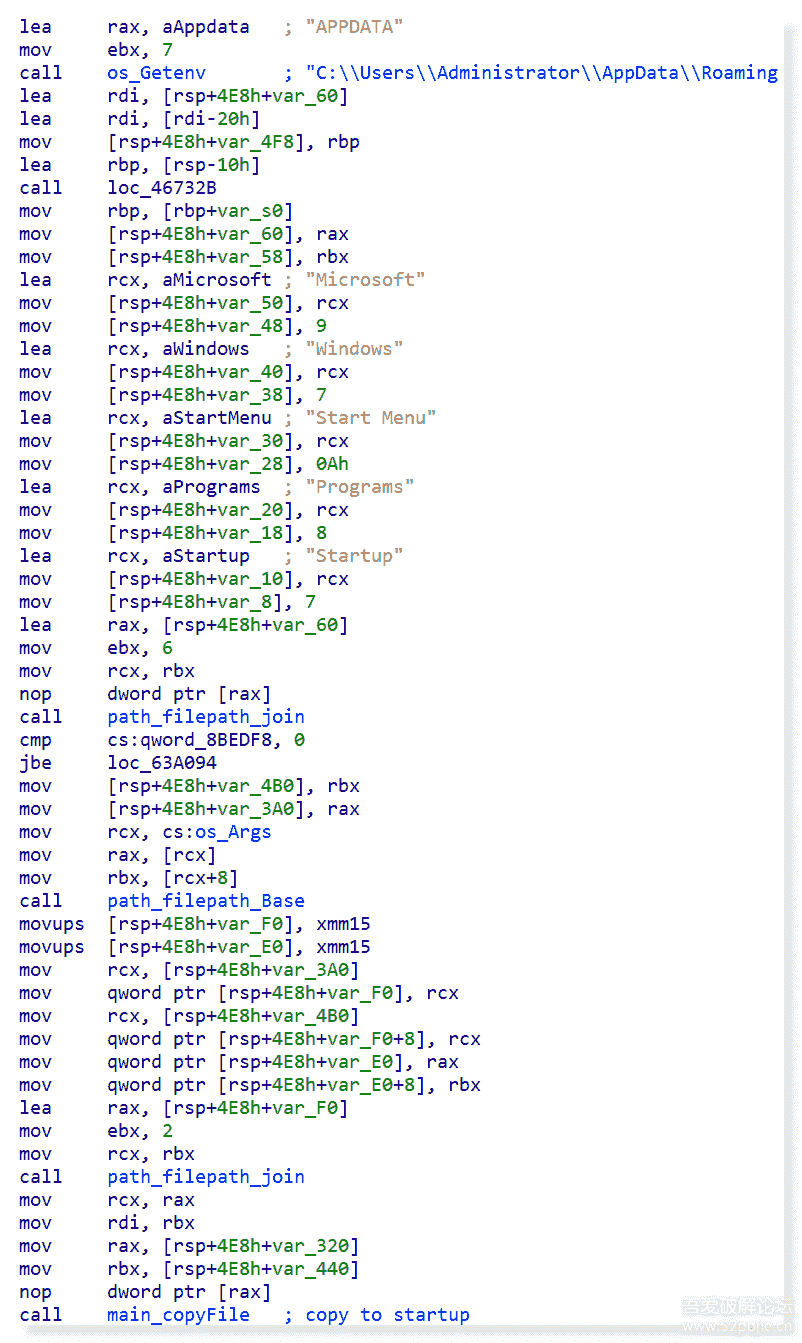 lea rax, aAppdata ; "APPDATA"
mov ebx, 7
call os_Getenv ; "C:\\Users\\Administrator\\AppData\\Roaming
lea rdi, [rsp+4E8h+var_60]
lea rdi, [rdi-20h]
mov [rsp+4E8h+var_4F8], rbp
lea rbp, [rsp-10h]
call loc_46732B
mov rbp, [rbp+var_s0]
mov [rsp+4E8h+var_60], rax
mov [rsp+4E8h+var_58], rbx
lea rcx, aMicrosoft ; "Microsoft"
mov [rsp+4E8h+var_50], rcx
mov [rsp+4E8h+var_48], 9
lea rcx, aWindows ; "Windows"
mov [rsp+4E8h+var_40], rcx
mov [rsp+4E8h+var_38], 7
lea rcx, aStartMenu ; "Start Menu"
mov [rsp+4E8h+var_30], rcx
mov [rsp+4E8h+var_28], 0Ah
lea rcx, aPrograms ; "Programs"
mov [rsp+4E8h+var_20], rcx
mov [rsp+4E8h+var_18], 8
lea rcx, aStartup ; "Startup"
mov [rsp+4E8h+var_10], rcx
mov [rsp+4E8h+var_8], 7
lea rax, [rsp+4E8h+var_60]
mov ebx, 6
mov rcx, rbx
nop dword ptr [rax]
call path_filepath_join
cmp cs:qword_8BEDF8, 0
jbe loc_63A094
mov [rsp+4E8h+var_4B0], rbx
mov [rsp+4E8h+var_3A0], rax
mov rcx, cs:os_Args
mov rax, [rcx]
mov rbx, [rcx+8]
call path_filepath_Base
movups [rsp+4E8h+var_F0], xmm15
movups [rsp+4E8h+var_E0], xmm15
mov rcx, [rsp+4E8h+var_3A0]
mov qword ptr [rsp+4E8h+var_F0], rcx
mov rcx, [rsp+4E8h+var_4B0]
mov qword ptr [rsp+4E8h+var_F0+8], rcx
mov qword ptr [rsp+4E8h+var_E0], rax
mov qword ptr [rsp+4E8h+var_E0+8], rbx
lea rax, [rsp+4E8h+var_F0]
mov ebx, 2
mov rcx, rbx
call path_filepath_join
mov rcx, rax
mov rdi, rbx
mov rax, [rsp+4E8h+var_320]
mov rbx, [rsp+4E8h+var_440]
nop dword ptr [rax]
call main_copyFile ; copy to startup
吾爱破解论坛
www.52pojie.cn